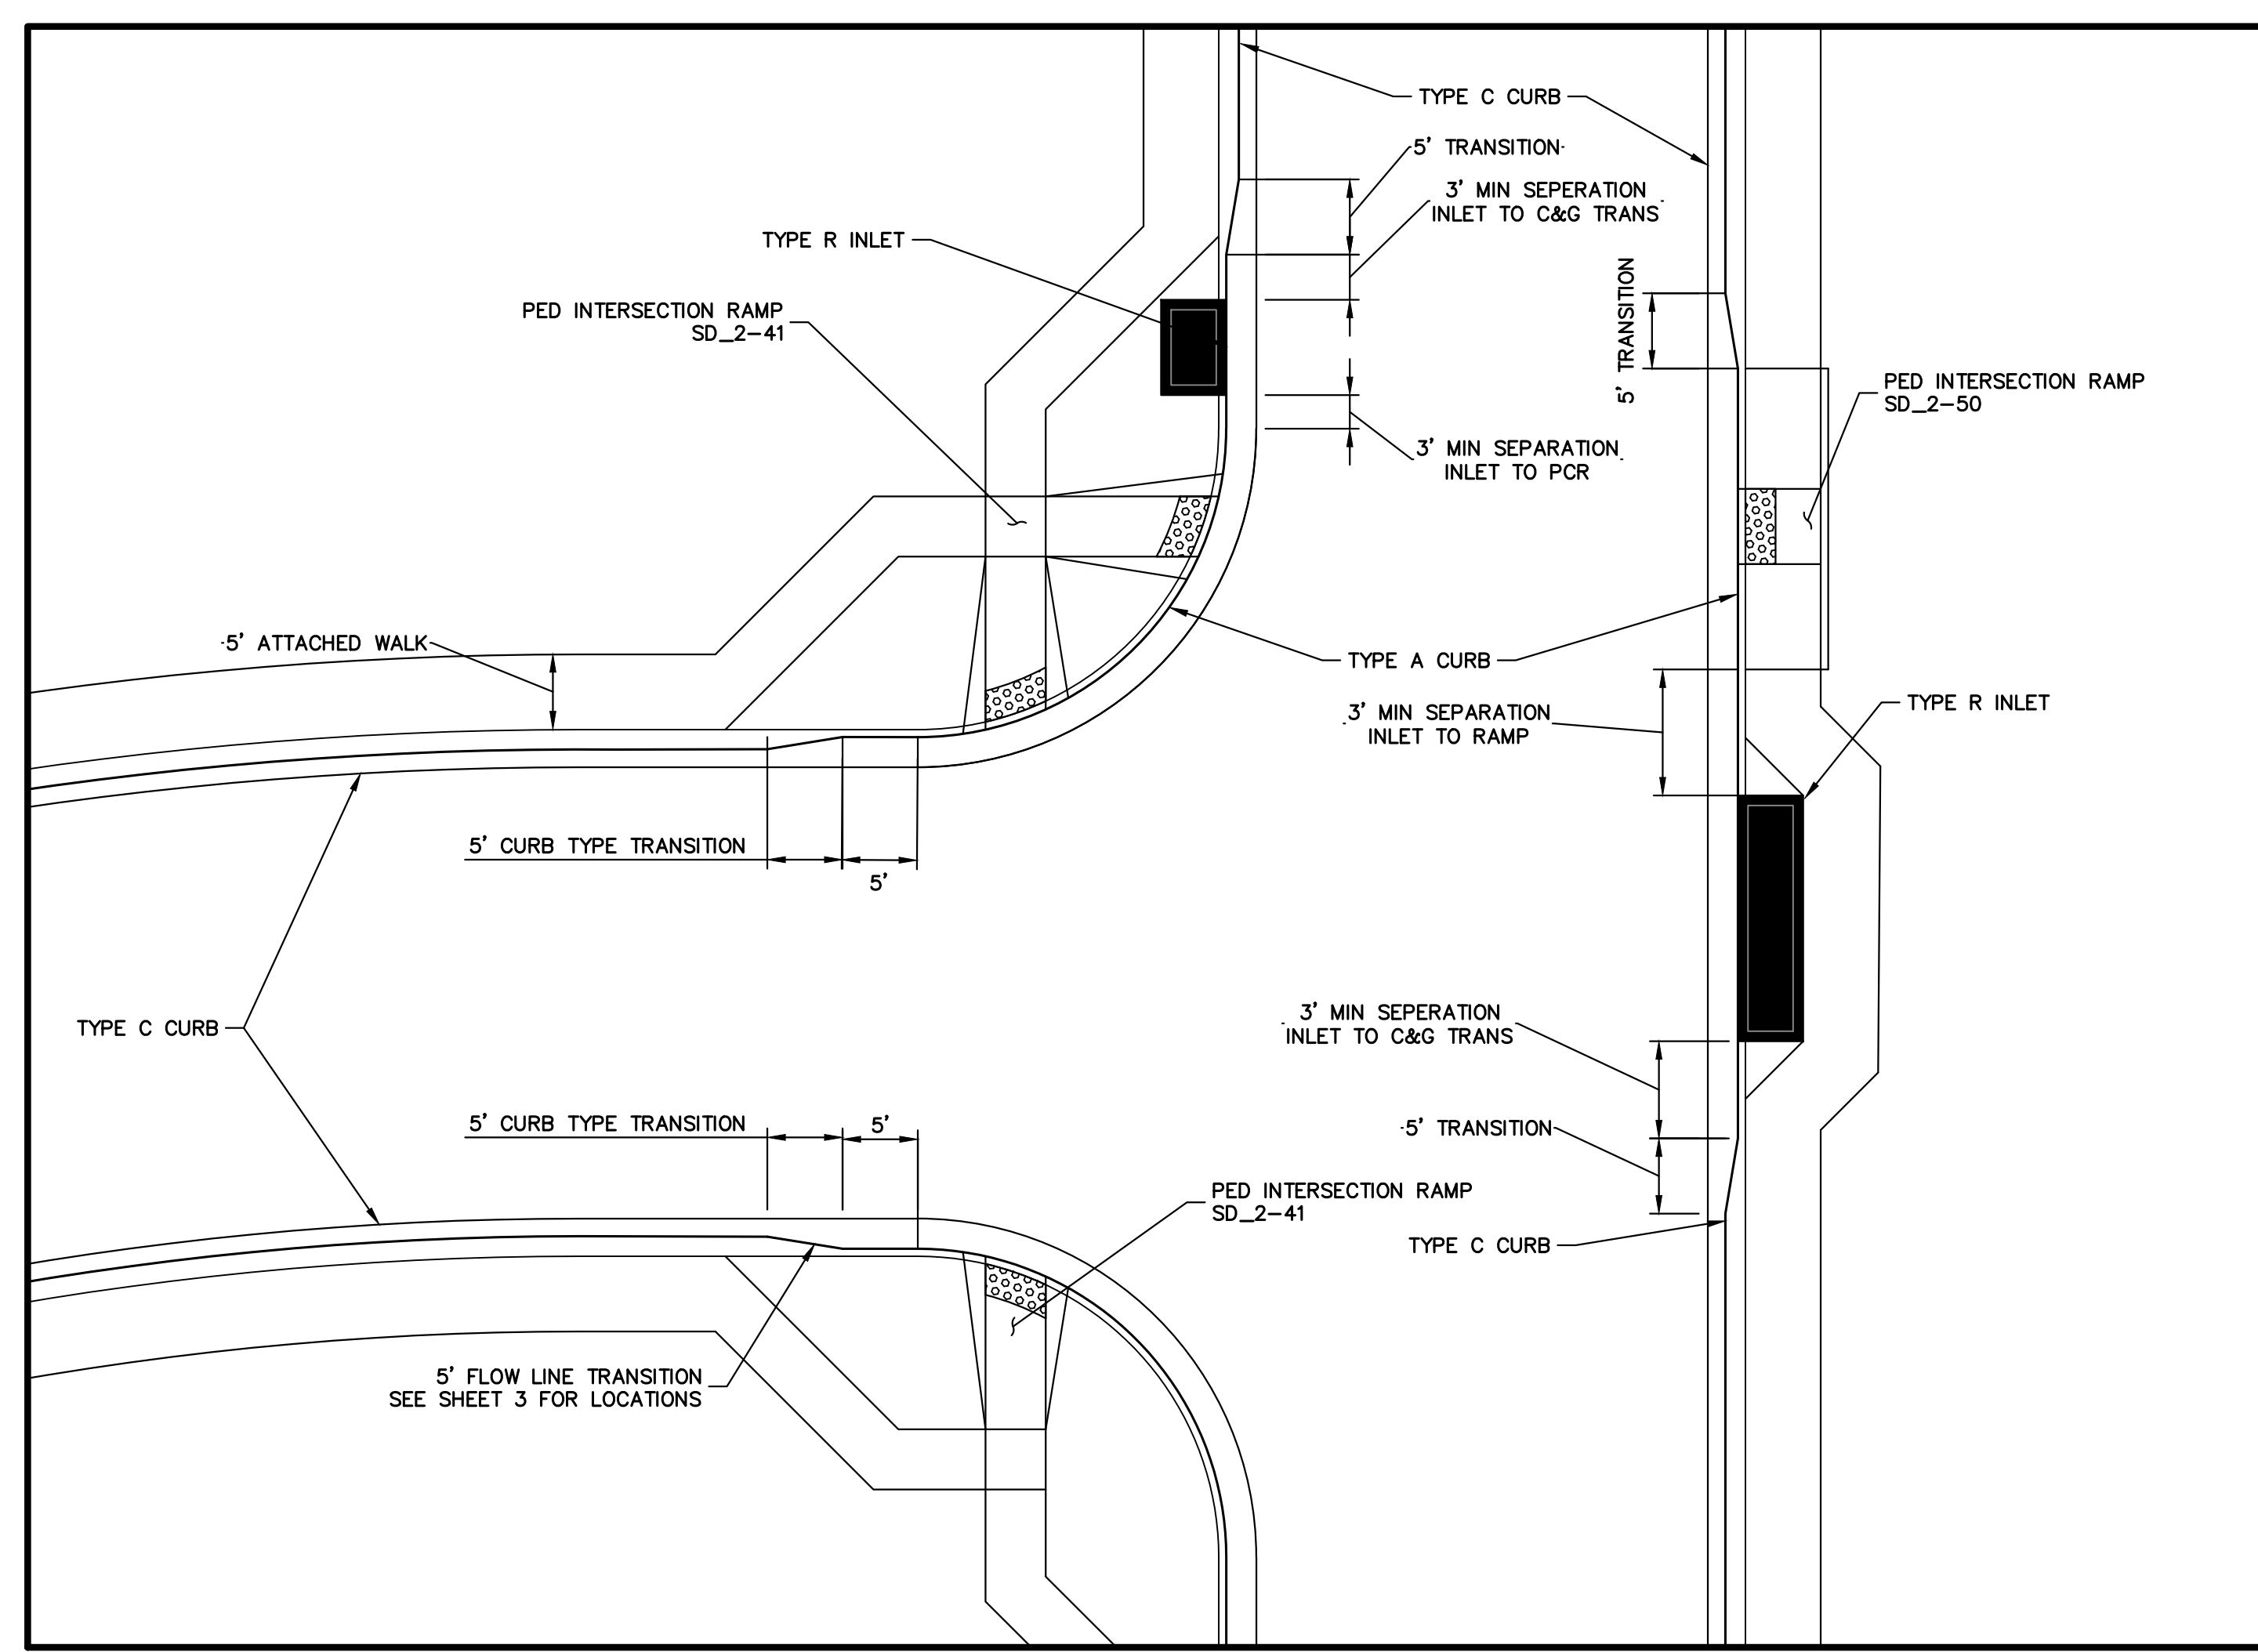 TYPE C CURB
5' TRANSITION
3' MIN SEPERATION
INLET TO C&G TRANS
TYPE R INLET
PED INTERSECTION RAMP
SD_2-41
5' TRANSITION
PED INTERSECTION RAMP
SD_2-50
3' MIN SEPARATION
INLET TO PCR
5' ATTACHED WALK
TYPE A CURB
3' MIN SEPARATION
INLET TO RAMP
TYPE R INLET
5' CURB TYPE TRANSITION
5'
TYPE C CURB
3' MIN SEPERATION
INLET TO C&G TRANS
5' CURB TYPE TRANSITION
5'
5' TRANSITION
PED INTERSECTION RAMP
SD_2-41
TYPE C CURB
5' FLOW LINE TRANSITION
SEE SHEET 3 FOR LOCATIONS